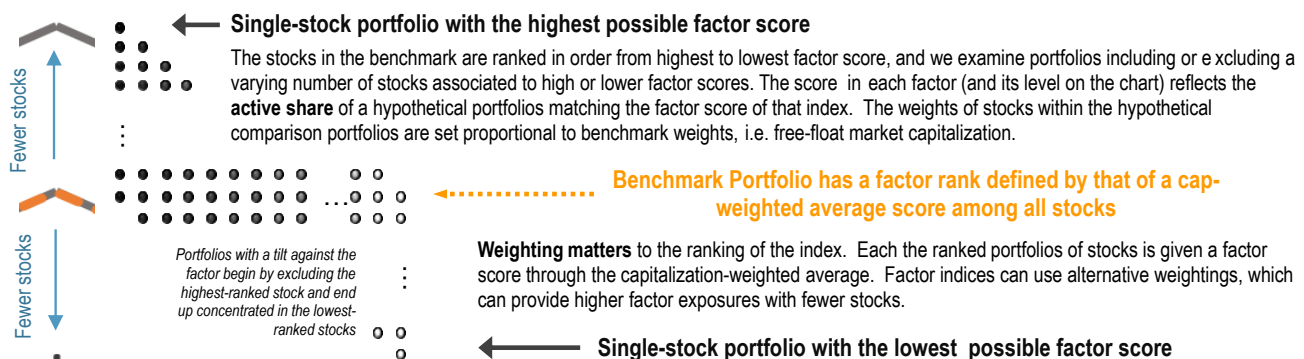 Single-stock portfolio with the highest possible factor score
The stocks in the benchmark are ranked in order from highest to lowest factor score, and we examine portfolios including or e xcluding a
varying number of stocks associated to high or lower factor scores. The score in each factor (and its level on the chart) reflects the
active share of a hypothetical portfolios matching the factor score of that index. The weights of stocks within the hypothetical
comparison portfolios are set proportional to benchmark weights, i.e. free-float market capitalization.
Fewer stocks
Benchmark Portfolio has a factor rank defined by that of a cap-
weighted average score among all stocks
Fewer stocks
Portfolios with a tilt against the
factor begin by excluding the
highest-ranked stock and end
up concentrated in the lowest-
ranked stocks
Weighting matters to the ranking of the index. Each the ranked portfolios of stocks is given a factor
score through the capitalization-weighted average. Factor indices can use alternative weightings, which
can provide higher factor exposures with fewer stocks.
Single-stock portfolio with the lowest possible factor score